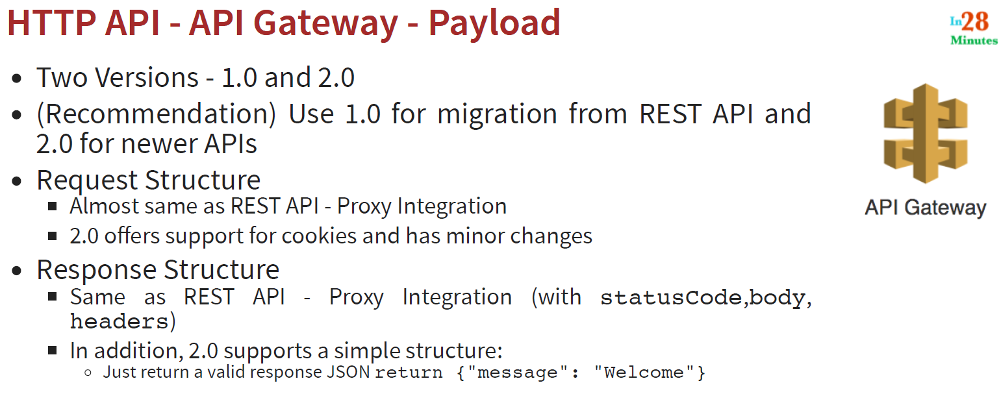 HTTP API - API Gateway - Payload
In28
Minutes
Two Versions - 1.0 and 2.0
(Recommendation) Use 1.0 for migration from REST API and
2.0 for newer APIs
Request Structure
Almost same as REST API - Proxy Integration
2.0 offers support for cookies and has minor changes
API Gateway
Response Structure
Same as REST API - Proxy Integration (with statusCode,body,
headers)
In addition, 2.0 supports a simple structure:
Just return a valid response JSON return {"message": "Welcome"}